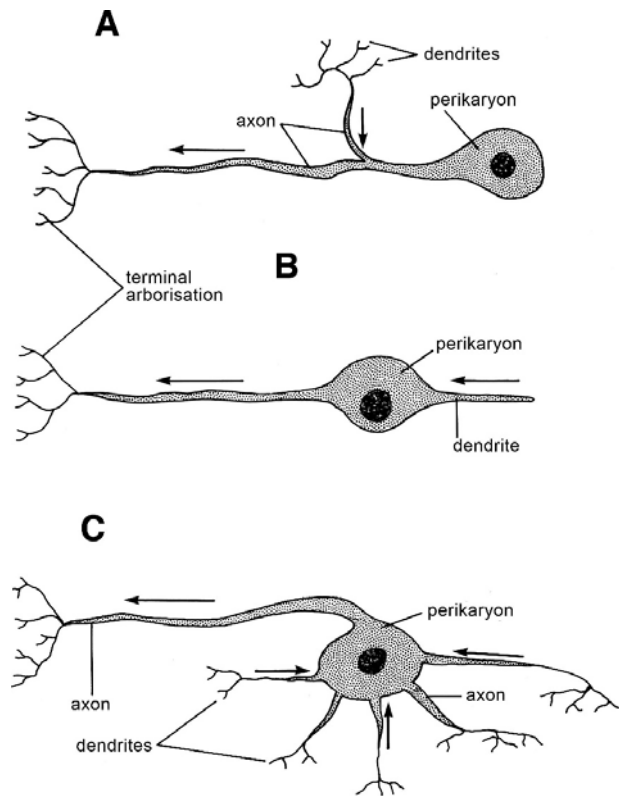 A
dendrites
perikaryon
axon
B
terminal
arborisation
perikaryon
dendrite
C
perikaryon
axon
axon
dendrites